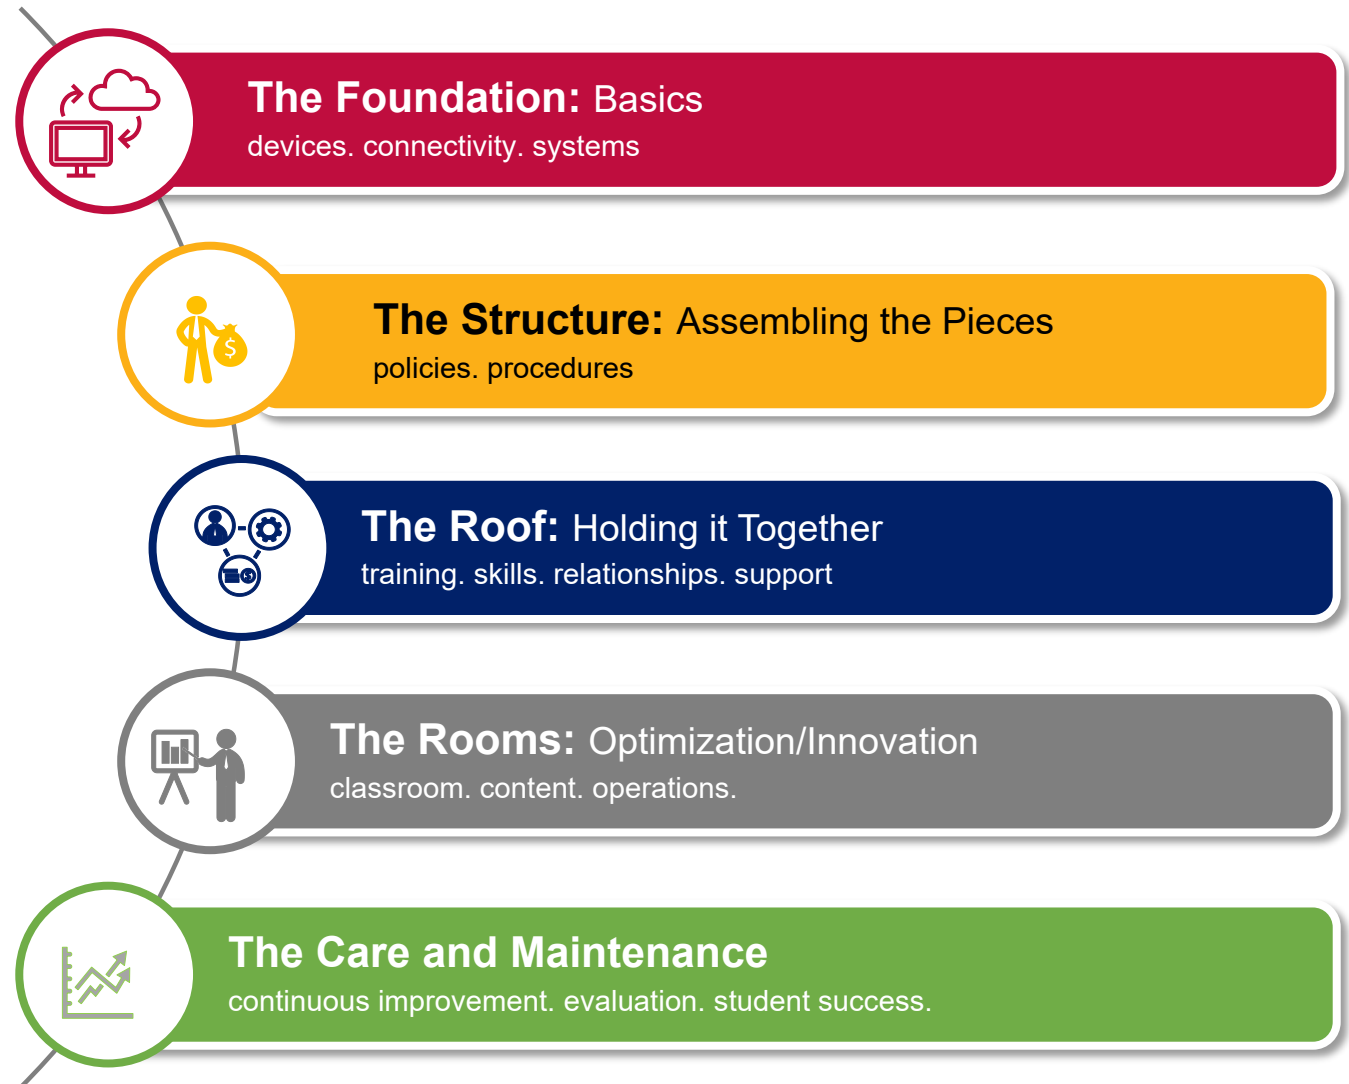 The Foundation: Basics
devices. connectivity. systems
The Structure: Assembling the Pieces
policies. procedures
$
The Roof: Holding it Together
training. skills. relationships. support
$
The Rooms: Optimization/Innovation
classroom. content. operations.
The Care and Maintenance
continuous improvement. evaluation. student success.